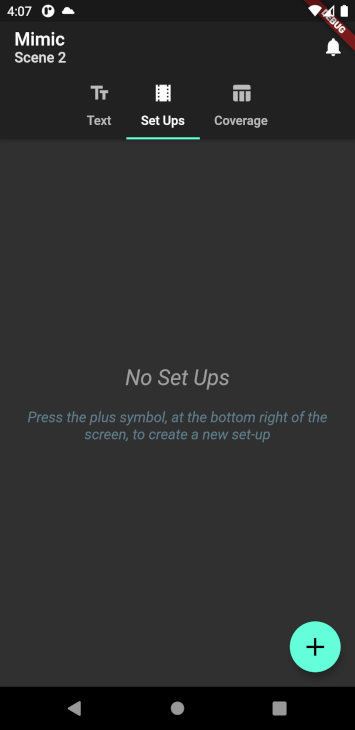 4:07
DEBUG
Mimic
Scene 2
Text
Set Ups
Coverage
No Set Ups
Press the plus symbol, at the bottom right of the
screen, to create a new set-up